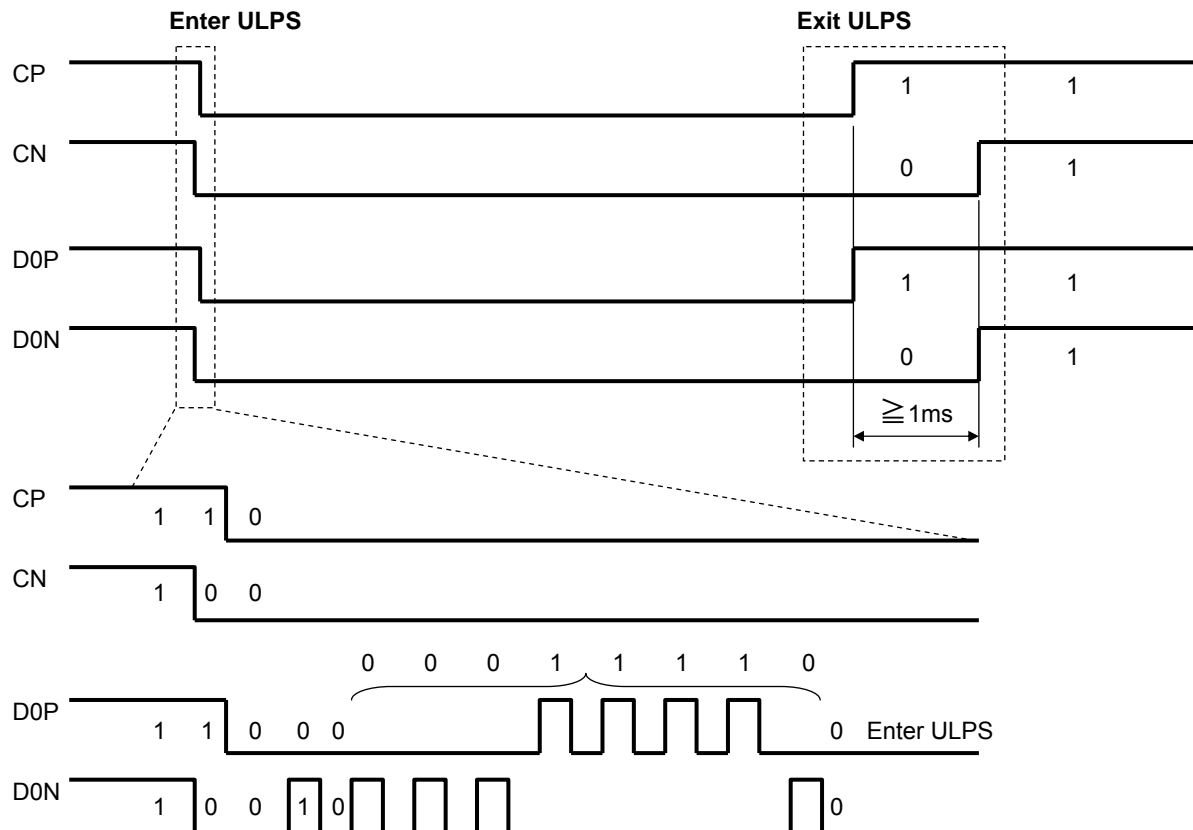 Enter ULPS Exit ULPS
CP 1 1
CN 0 1
D0P 1 1
D0N 0 1
≧ 1ms
CP 1 1 0
CN 1 0 0
0 0 0 1 1 1 1 0
D0P 1 1 0 0 0 0 Enter ULPS
D0N 1 0 0 1 0 0